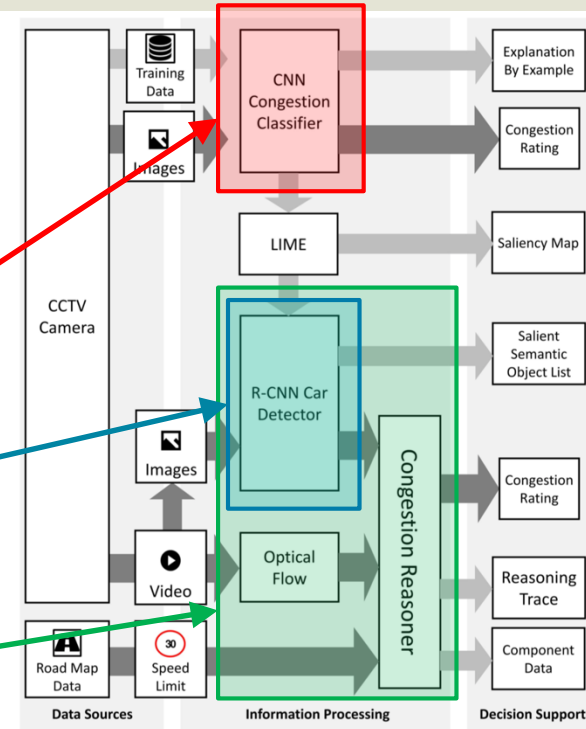 Training
Data
CNN
Congestion
Classifier
Explanation
By Example
Images
Congestion
Rating
LIME
Saliency Map
CCTV
Camera
Salient
Semantic
Object List
R-CNN Car
Detector
Images
Congestion Reasoner
Congestion
Rating
Optical
Flow
Video
Reasoning
Trace
30
Road Map
Data
Speed
Limit
Component
Data
Data Sources
Information Processing
Decision Support